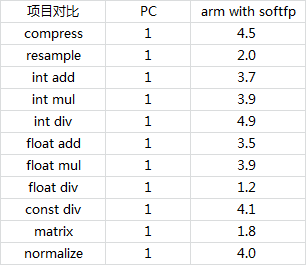 项目对比 PC arm with softfp
compress 1 4.5
resample 1 2.0
int add 1 3.7
int mul 1 3.9
int div 1 4.9
float add 1 3.5
float mul 1 3.9
float div 1 1.2
const div 1 4.1
matrix 1 1.8
normalize 1 4.0